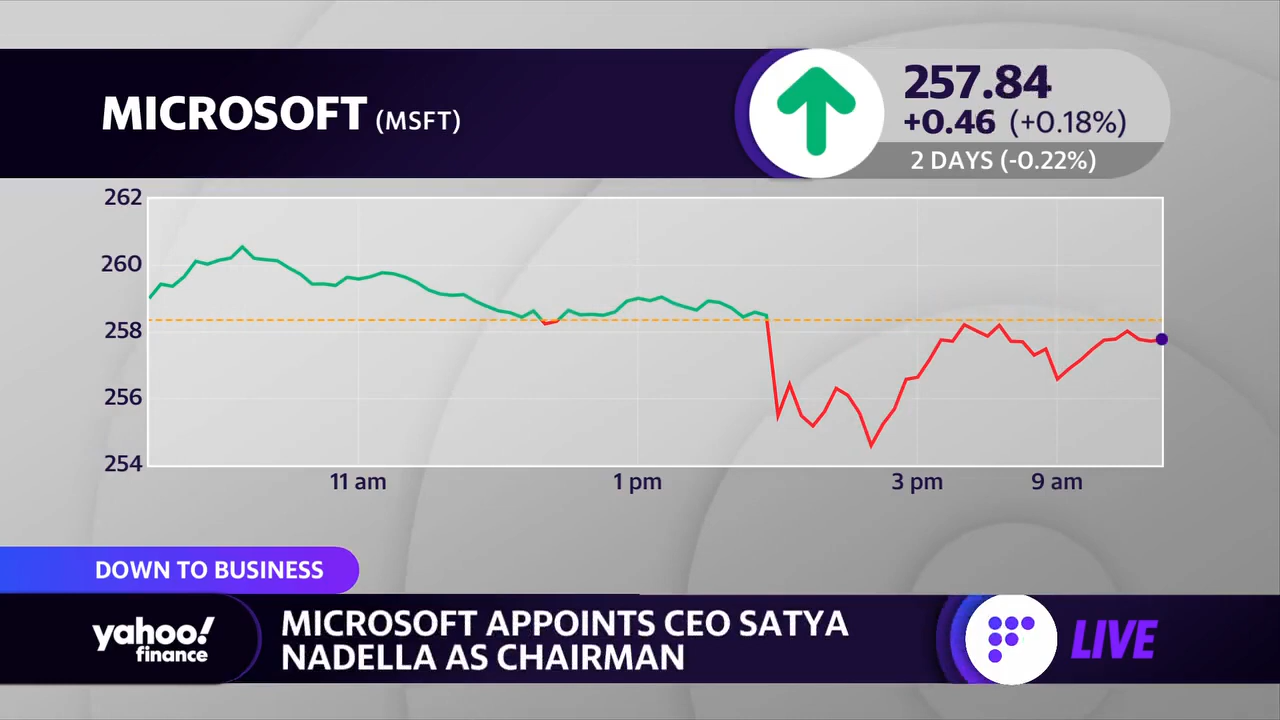 MICROSOFT (MSFT)
257.84
+0.46 (+0.18%)
2 DAYS (-0.22%)
262
260
258
256
254
11 am 1 pm 3 pm 9 am
DOWN TO BUSINESS
yahoo!
finance
MICROSOFT APPOINTS CEO SATYA
NADELLA AS CHAIRMAN
LIVE